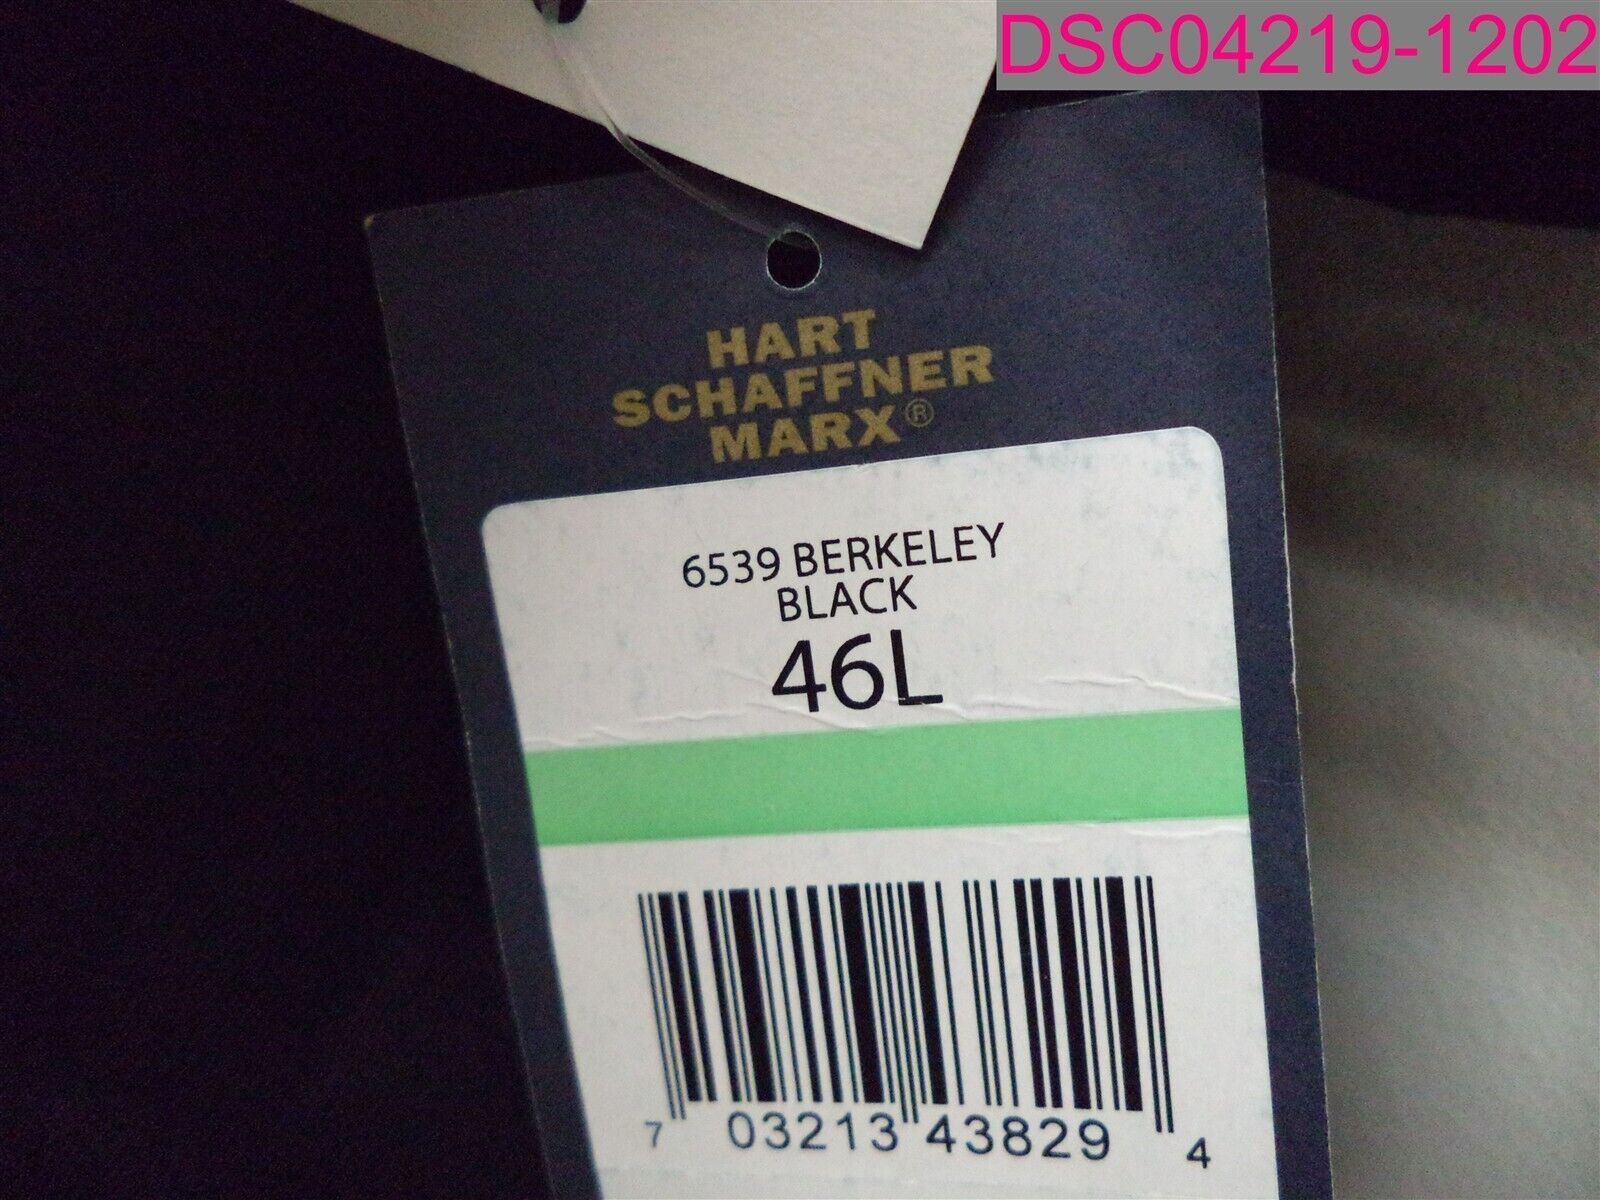 DSC04219-1202
HART
SCHAFFNER
MARX®
6539 BERKELEY
BLACK
46L
7 03213 43829 4